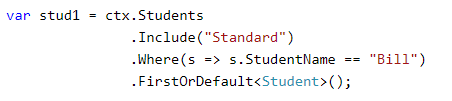 var stud1 = ctx.Students
.Include("Standard")
.Where(s => s.StudentName == "Bill")
.FirstOrDefault<Student>();